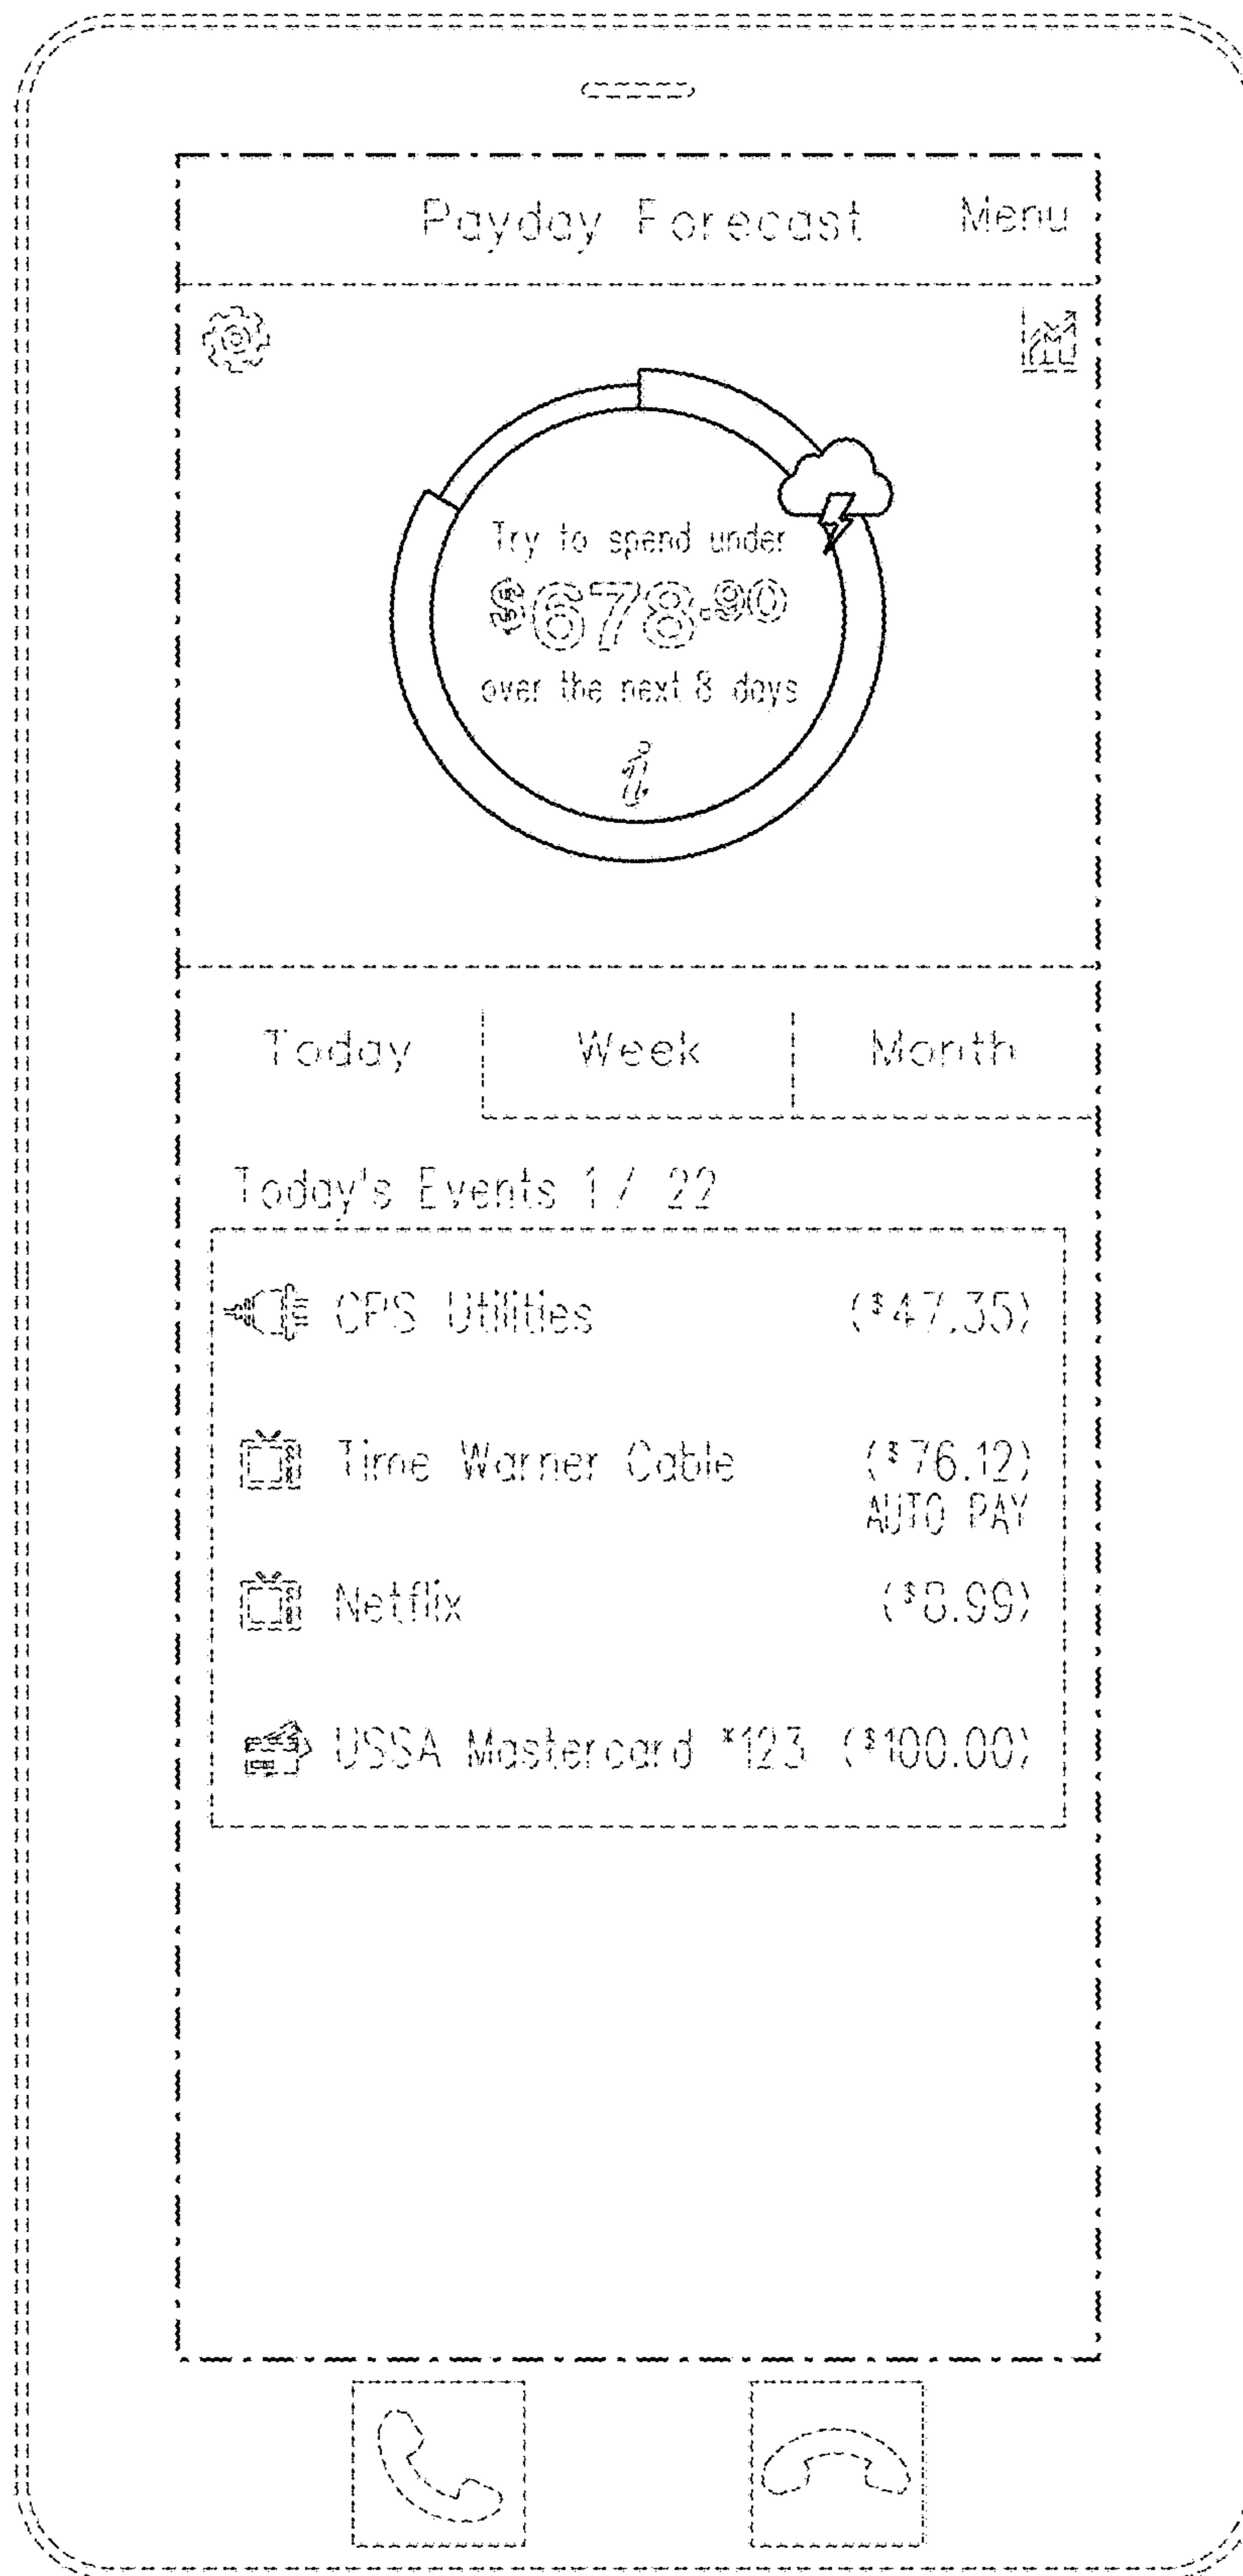 Payday Forecast Menu
Try to spend under
$678.90
over the next 8 days
i
Today Week Month
Today's Events 1 / 22
CPS Utilities ($47.35)
Time Warner Cable ($76.12)
AUTO PAY
Netflix ($8.99)
USSA Mastercard *123 ($100.00)